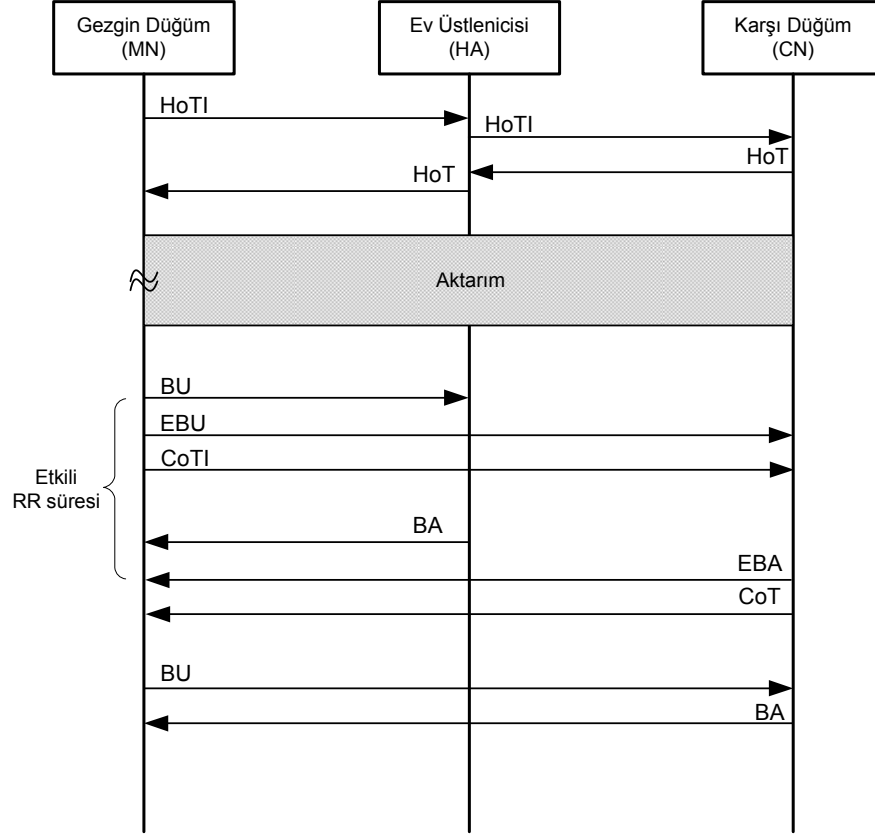 Gezgin Düğüm
(MN)
Ev Üstlenicisi
(HA)
Karşı Düğüm
(CN)
HoTI
HoTI
HoT
HoT
Aktarım
BU
EBU
CoTI
Etkili
RR süresi
BA
EBA
CoT
BU
BA